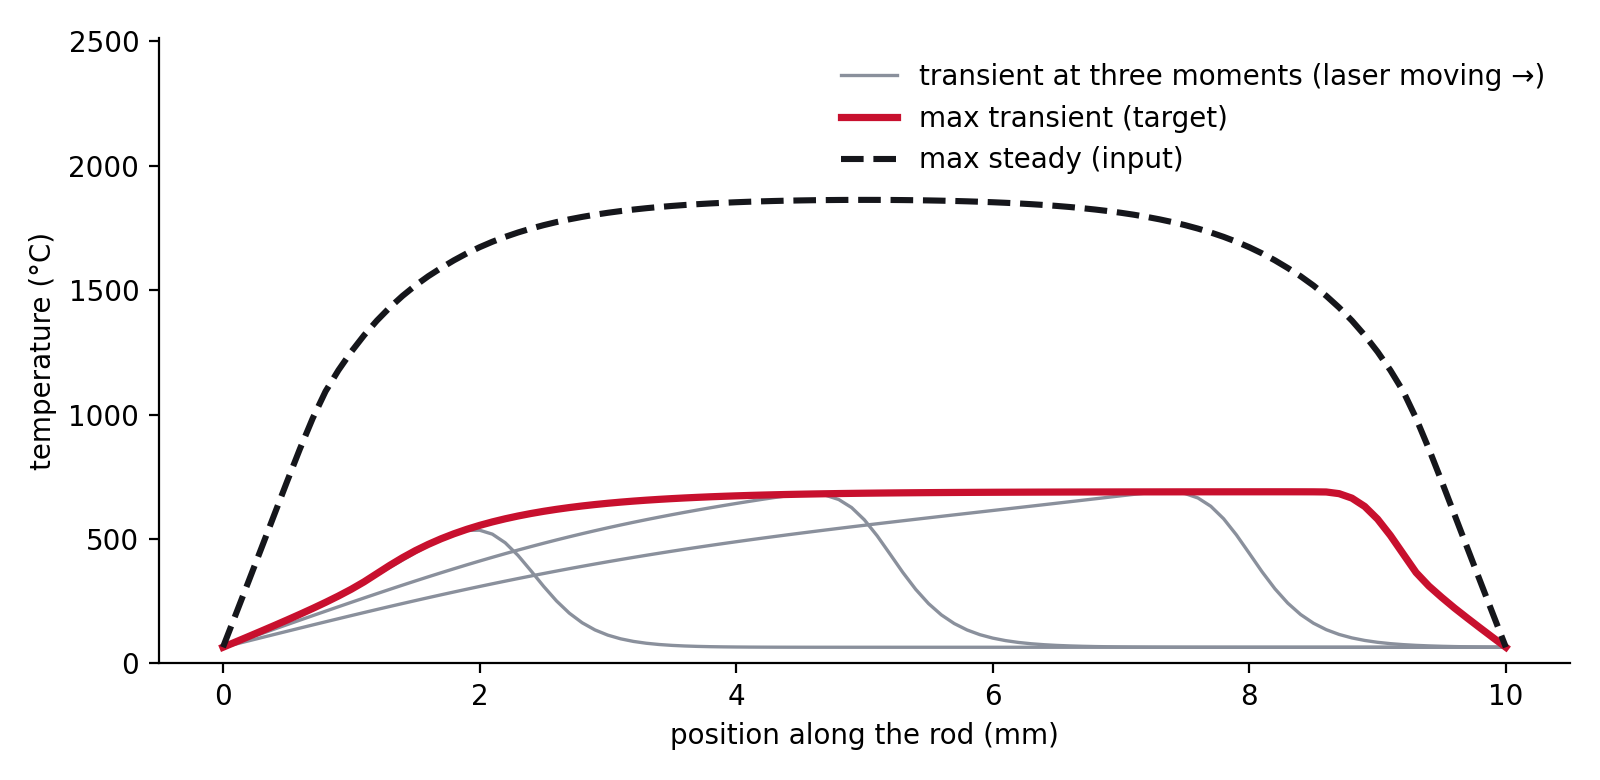 2500
2000
1500
1000
500
0
temperature (°C)
transient at three moments (laser moving →)
max transient (target)
max steady (input)
0 2 4 6 8 10
position along the rod (mm)